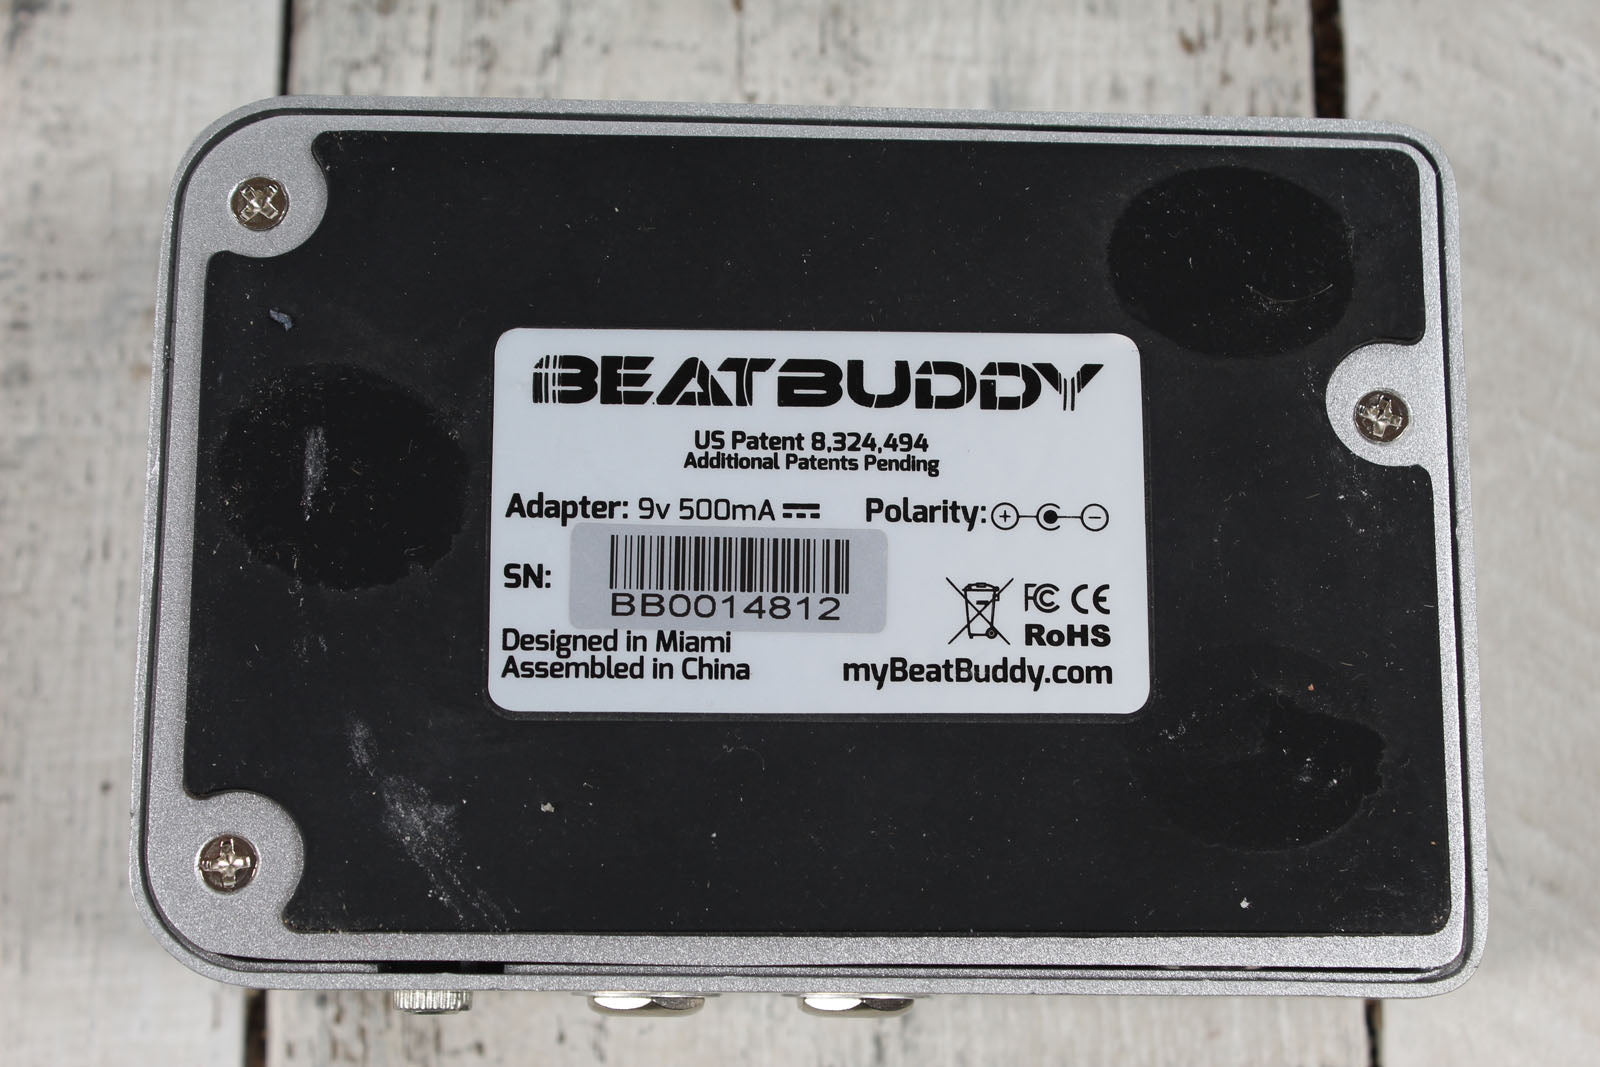 BEATBUDDY
US Patent 8,324,494
Additional Patents Pending
Adapter: 9v 500mA
Polarity:
SN:
BB0014812
Designed in Miami
Assembled in China
FC CE
RoHS
myBeatBuddy.com